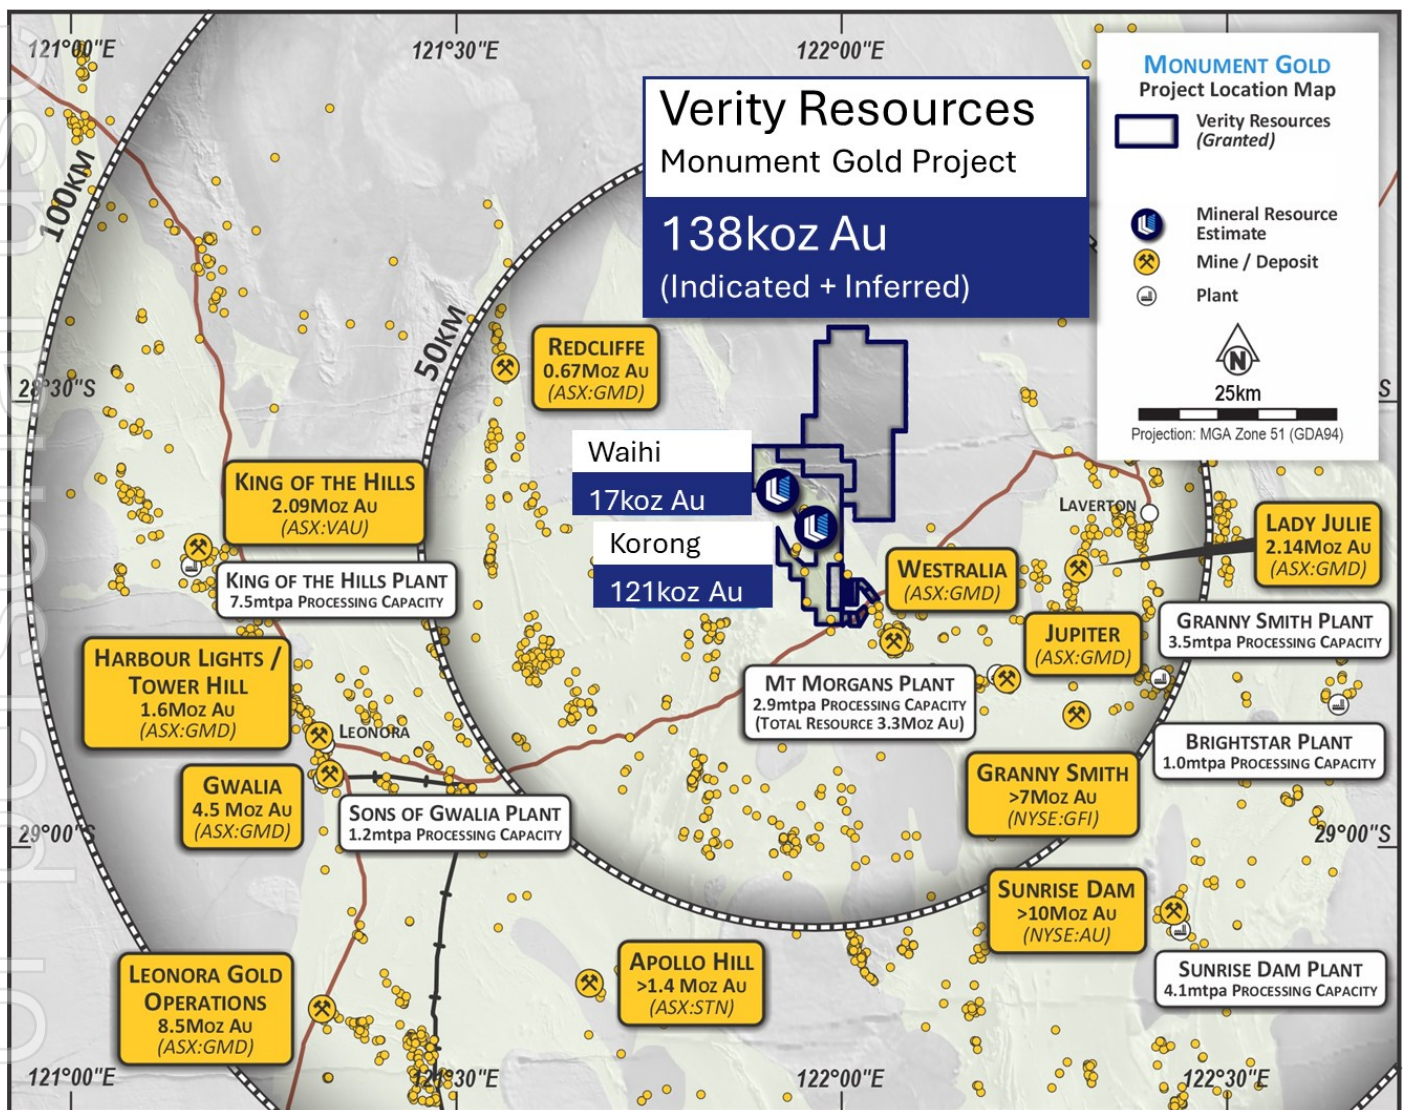 121°00"E
121°30"E
122°00"E
MONUMENT GOLD
Project Location Map
Verity Resources
(Granted)
Mineral Resource
Estimate
Mine / Deposit
Plant
N
25km
Projection: MGA Zone 51 (GDA94)
Verity Resources
Monument Gold Project
138koz Au
(Indicated + Inferred)
100KM
50KM
REDCLIFFE
0.67MOZ AU
(ASX:GMD)
28°30"S
S
Waihi
17koz Au
Korong
121koz Au
KING OF THE HILLS
2.09MOZ AU
(ASX:VAU)
KING OF THE HILLS PLANT
7.5mtpa PROCESSING CAPACITY
LAVERTON
LADY JULIE
2.14MOZ AU
(ASX:GMD)
WESTRALIA
(ASX:GMD)
JUPITER
(ASX:GMD)
GRANNY SMITH PLANT
3.5mtpa PROCESSING CAPACITY
HARBOUR LIGHTS /
TOWER HILL
1.6MOZ AU
(ASX:GMD)
MT MORGANS PLANT
2.9mtpa PROCESSING CAPACITY
(TOTAL RESOURCE 3.3MOZ AU)
LEONORA
BRIGHTSTAR PLANT
1.0mtpa PROCESSING CAPACITY
GWALIA
4.5 MOZ AU
(ASX:GMD)
SONS OF GWALIA PLANT
1.2mtpa PROCESSING CAPACITY
GRANNY SMITH
>7MOZ AU
(NYSE:GFI)
29°00"S
29°00"S
SUNRISE DAM
>10MOZ AU
(NYSE:AU)
SUNRISE DAM PLANT
4.1mtpa PROCESSING CAPACITY
APOLLO HILL
>1.4 MOZ AU
(ASX:STN)
LEONORA GOLD
OPERATIONS
8.5MOZ AU
(ASX:GMD)
121°00"E
121°30"E
122°00"E
122°30"E